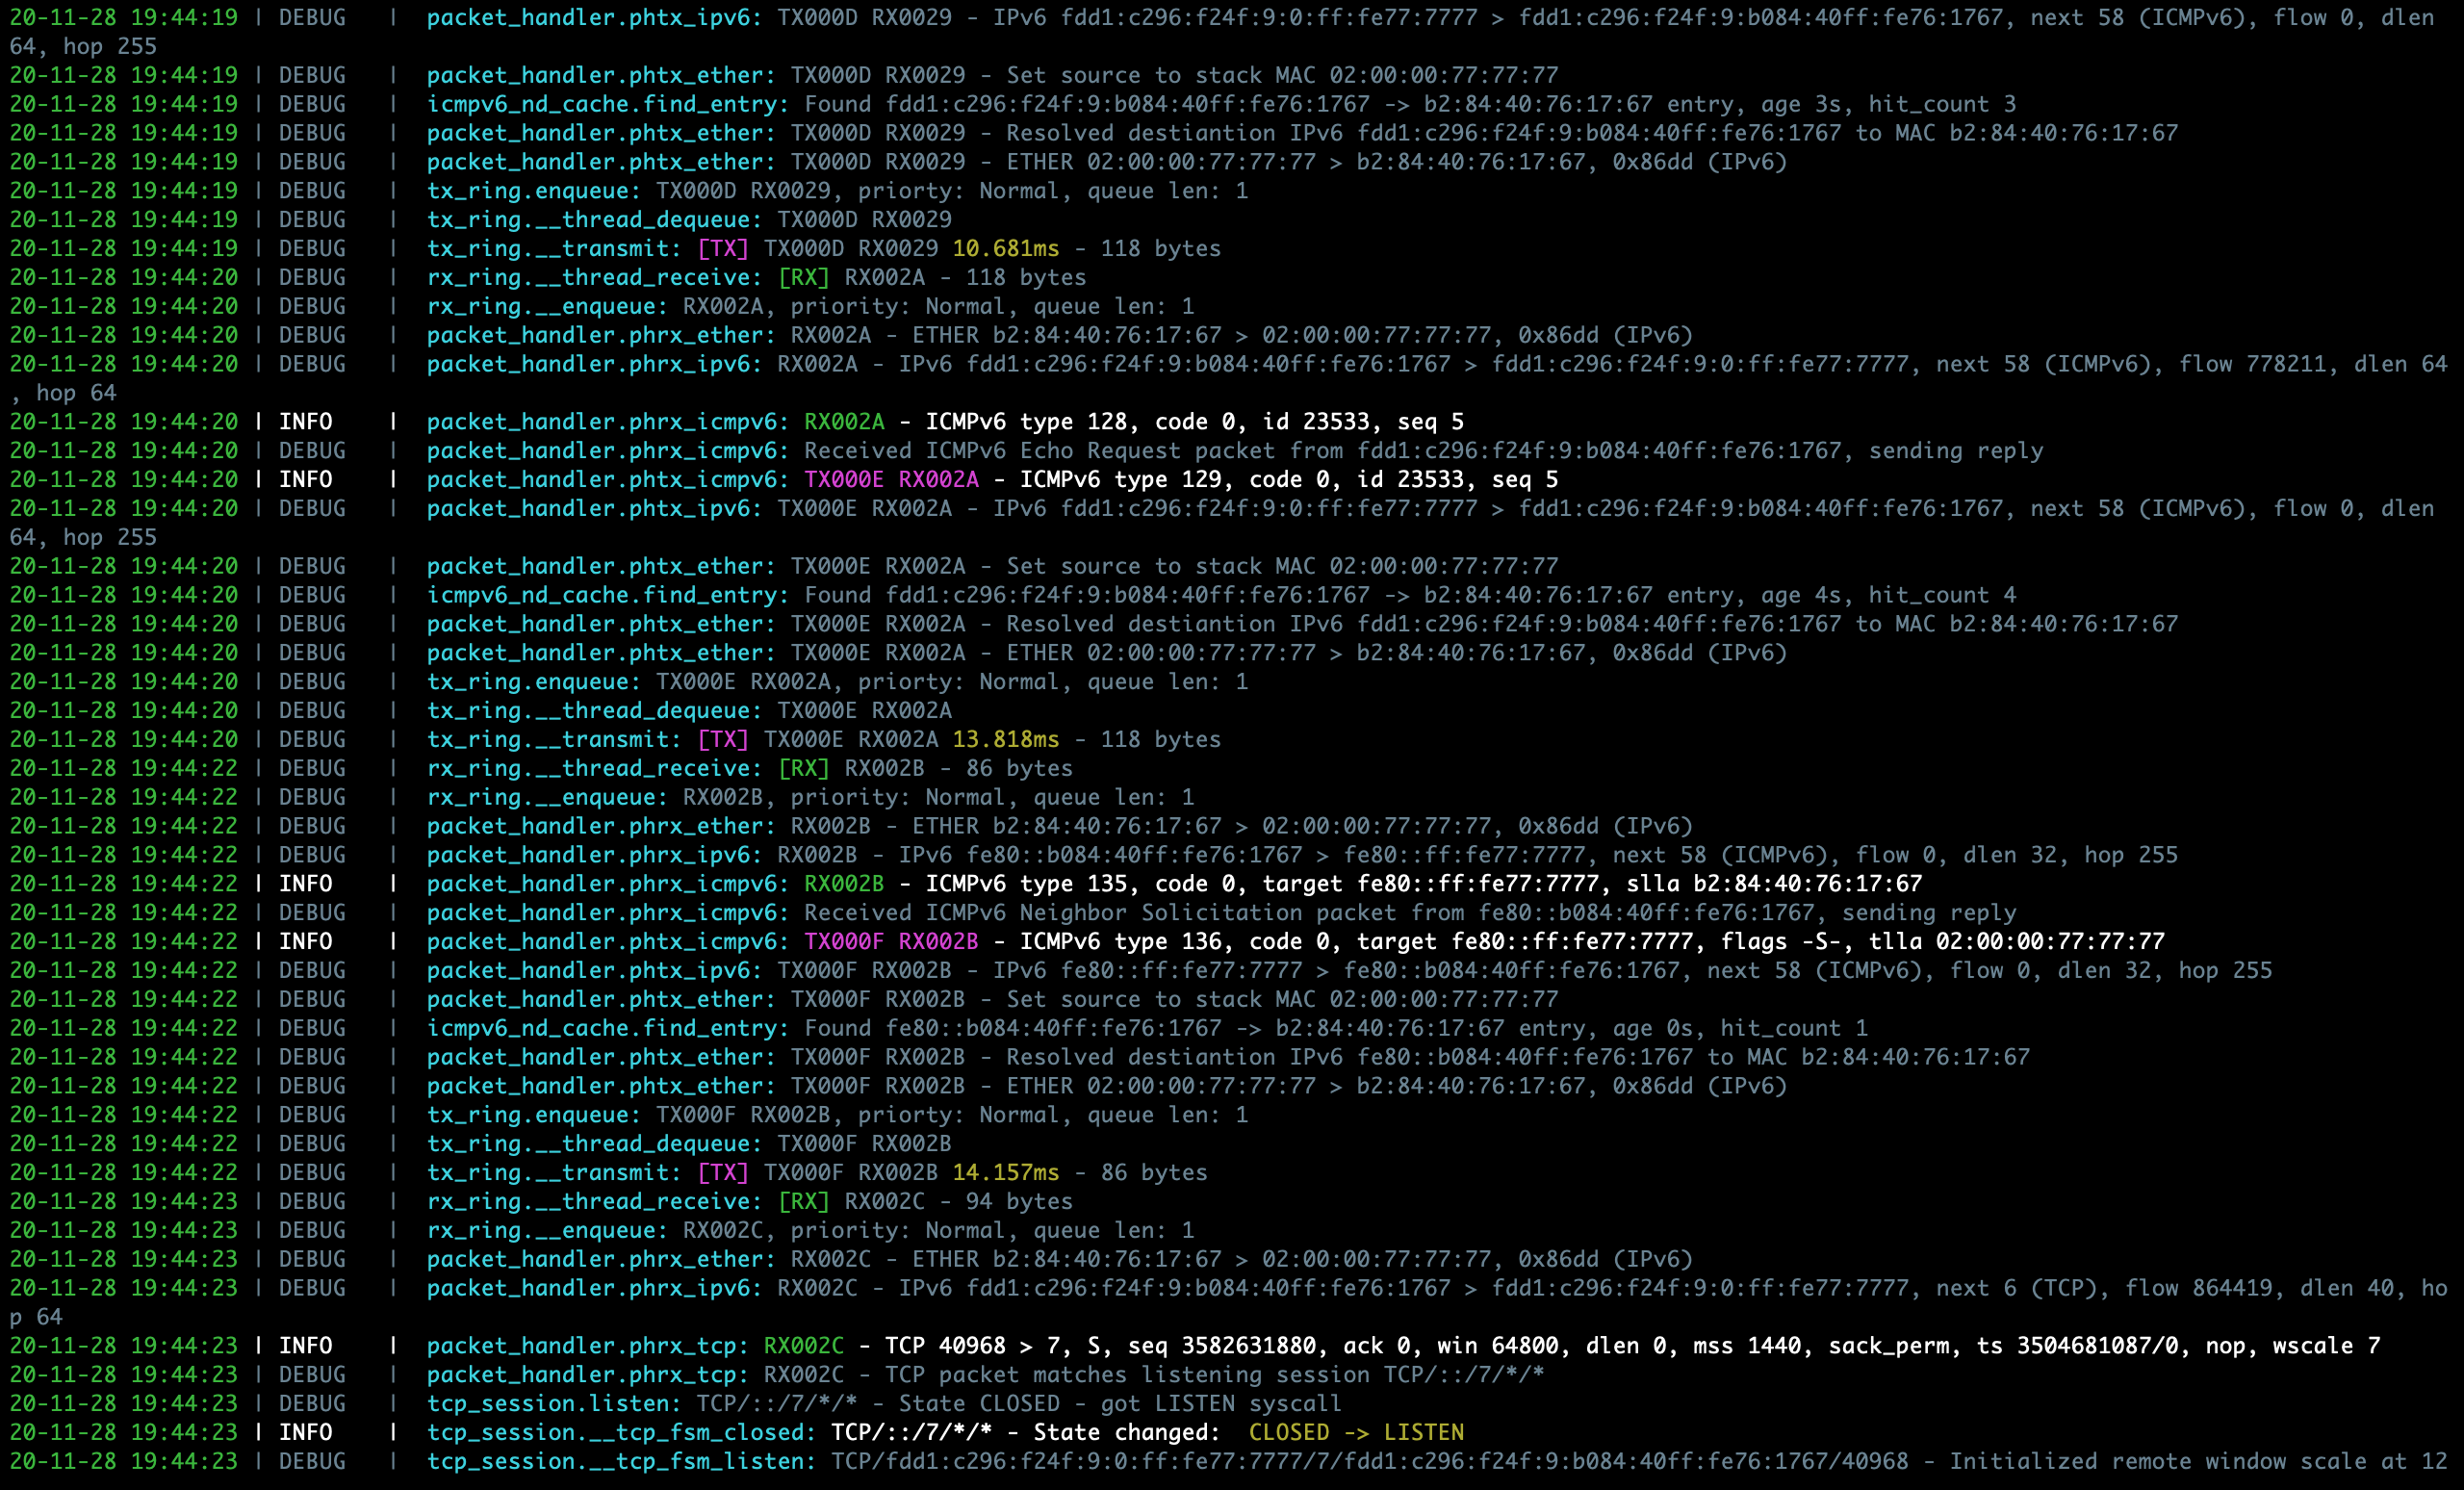 20-11-28 19:44:19 | DEBUG | packet_handler.phtx_ipv6: TX000D RX0029 - IPv6 fdd1:c296:f24f:9:0:ff:fe77:7777 > fdd1:c296:f24f:9:b084:40ff:fe76:1767, next 58 (ICMPv6), flow 0, dlen
64, hop 255
20-11-28 19:44:19 | DEBUG | packet_handler.phtx_ether: TX000D RX0029 - Set source to stack MAC 02:00:00:77:77:77
20-11-28 19:44:19 | DEBUG | icmpv6_nd_cache.find_entry: Found fdd1:c296:f24f:9:b084:40ff:fe76:1767 -> b2:84:40:76:17:67 entry, age 3s, hit_count 3
20-11-28 19:44:19 | DEBUG | packet_handler.phtx_ether: TX000D RX0029 - Resolved destiantion IPv6 fdd1:c296:f24f:9:b084:40ff:fe76:1767 to MAC b2:84:40:76:17:67
20-11-28 19:44:19 | DEBUG | packet_handler.phtx_ether: TX000D RX0029 - ETHER 02:00:00:77:77:77 > b2:84:40:76:17:67, 0x86dd (IPv6)
20-11-28 19:44:19 | DEBUG | tx_ring.enqueue: TX000D RX0029, priorty: Normal, queue len: 1
20-11-28 19:44:19 | DEBUG | tx_ring.__thread_dequeue: TX000D RX0029
20-11-28 19:44:19 | DEBUG | tx_ring.__transmit: [TX] TX000D RX0029 10.681ms - 118 bytes
20-11-28 19:44:20 | DEBUG | rx_ring.__thread_receive: [RX] RX002A - 118 bytes
20-11-28 19:44:20 | DEBUG | rx_ring.__enqueue: RX002A, priority: Normal, queue len: 1
20-11-28 19:44:20 | DEBUG | packet_handler.phrx_ether: RX002A - ETHER b2:84:40:76:17:67 > 02:00:00:77:77:77, 0x86dd (IPv6)
20-11-28 19:44:20 | DEBUG | packet_handler.phrx_ipv6: RX002A - IPv6 fdd1:c296:f24f:9:b084:40ff:fe76:1767 > fdd1:c296:f24f:9:0:ff:fe77:7777, next 58 (ICMPv6), flow 778211, dlen 64
, hop 64
20-11-28 19:44:20 | INFO | packet_handler.phrx_icmpv6: RX002A - ICMPv6 type 128, code 0, id 23533, seq 5
20-11-28 19:44:20 | DEBUG | packet_handler.phrx_icmpv6: Received ICMPv6 Echo Request packet from fdd1:c296:f24f:9:b084:40ff:fe76:1767, sending reply
20-11-28 19:44:20 | INFO | packet_handler.phtx_icmpv6: TX000E RX002A - ICMPv6 type 129, code 0, id 23533, seq 5
20-11-28 19:44:20 | DEBUG | packet_handler.phtx_ipv6: TX000E RX002A - IPv6 fdd1:c296:f24f:9:0:ff:fe77:7777 > fdd1:c296:f24f:9:b084:40ff:fe76:1767, next 58 (ICMPv6), flow 0, dlen
64, hop 255
20-11-28 19:44:20 | DEBUG | packet_handler.phtx_ether: TX000E RX002A - Set source to stack MAC 02:00:00:77:77:77
20-11-28 19:44:20 | DEBUG | icmpv6_nd_cache.find_entry: Found fdd1:c296:f24f:9:b084:40ff:fe76:1767 -> b2:84:40:76:17:67 entry, age 4s, hit_count 4
20-11-28 19:44:20 | DEBUG | packet_handler.phtx_ether: TX000E RX002A - Resolved destiantion IPv6 fdd1:c296:f24f:9:b084:40ff:fe76:1767 to MAC b2:84:40:76:17:67
20-11-28 19:44:20 | DEBUG | packet_handler.phtx_ether: TX000E RX002A - ETHER 02:00:00:77:77:77 > b2:84:40:76:17:67, 0x86dd (IPv6)
20-11-28 19:44:20 | DEBUG | tx_ring.enqueue: TX000E RX002A, priorty: Normal, queue len: 1
20-11-28 19:44:20 | DEBUG | tx_ring.__thread_dequeue: TX000E RX002A
20-11-28 19:44:20 | DEBUG | tx_ring.__transmit: [TX] TX000E RX002A 13.818ms - 118 bytes
20-11-28 19:44:22 | DEBUG | rx_ring.__thread_receive: [RX] RX002B - 86 bytes
20-11-28 19:44:22 | DEBUG | rx_ring.__enqueue: RX002B, priority: Normal, queue len: 1
20-11-28 19:44:22 | DEBUG | packet_handler.phrx_ether: RX002B - ETHER b2:84:40:76:17:67 > 02:00:00:77:77:77, 0x86dd (IPv6)
20-11-28 19:44:22 | DEBUG | packet_handler.phrx_ipv6: RX002B - IPv6 fe80::b084:40ff:fe76:1767 > fe80::ff:fe77:7777, next 58 (ICMPv6), flow 0, dlen 32, hop 255
20-11-28 19:44:22 | INFO | packet_handler.phrx_icmpv6: RX002B - ICMPv6 type 135, code 0, target fe80::ff:fe77:7777, slla b2:84:40:76:17:67
20-11-28 19:44:22 | DEBUG | packet_handler.phrx_icmpv6: Received ICMPv6 Neighbor Solicitation packet from fe80::b084:40ff:fe76:1767, sending reply
20-11-28 19:44:22 | INFO | packet_handler.phtx_icmpv6: TX000F RX002B - ICMPv6 type 136, code 0, target fe80::ff:fe77:7777, flags -S-, tlla 02:00:00:77:77:77
20-11-28 19:44:22 | DEBUG | packet_handler.phtx_ipv6: TX000F RX002B - IPv6 fe80::ff:fe77:7777 > fe80::b084:40ff:fe76:1767, next 58 (ICMPv6), flow 0, dlen 32, hop 255
20-11-28 19:44:22 | DEBUG | packet_handler.phtx_ether: TX000F RX002B - Set source to stack MAC 02:00:00:77:77:77
20-11-28 19:44:22 | DEBUG | icmpv6_nd_cache.find_entry: Found fe80::b084:40ff:fe76:1767 -> b2:84:40:76:17:67 entry, age 0s, hit_count 1
20-11-28 19:44:22 | DEBUG | packet_handler.phtx_ether: TX000F RX002B - Resolved destiantion IPv6 fe80::b084:40ff:fe76:1767 to MAC b2:84:40:76:17:67
20-11-28 19:44:22 | DEBUG | packet_handler.phtx_ether: TX000F RX002B - ETHER 02:00:00:77:77:77 > b2:84:40:76:17:67, 0x86dd (IPv6)
20-11-28 19:44:22 | DEBUG | tx_ring.enqueue: TX000F RX002B, priorty: Normal, queue len: 1
20-11-28 19:44:22 | DEBUG | tx_ring.__thread_dequeue: TX000F RX002B
20-11-28 19:44:22 | DEBUG | tx_ring.__transmit: [TX] TX000F RX002B 14.157ms - 86 bytes
20-11-28 19:44:23 | DEBUG | rx_ring.__thread_receive: [RX] RX002C - 94 bytes
20-11-28 19:44:23 | DEBUG | rx_ring.__enqueue: RX002C, priority: Normal, queue len: 1
20-11-28 19:44:23 | DEBUG | packet_handler.phrx_ether: RX002C - ETHER b2:84:40:76:17:67 > 02:00:00:77:77:77, 0x86dd (IPv6)
20-11-28 19:44:23 | DEBUG | packet_handler.phrx_ipv6: RX002C - IPv6 fdd1:c296:f24f:9:b084:40ff:fe76:1767 > fdd1:c296:f24f:9:0:ff:fe77:7777, next 6 (TCP), flow 864419, dlen 40, ho
p 64
20-11-28 19:44:23 | INFO | packet_handler.phrx_tcp: RX002C - TCP 40968 > 7, S, seq 3582631880, ack 0, win 64800, dlen 0, mss 1440, sack_perm, ts 3504681087/0, nop, wscale 7
20-11-28 19:44:23 | DEBUG | packet_handler.phrx_tcp: RX002C - TCP packet matches listening session TCP/::/7/*/*
20-11-28 19:44:23 | DEBUG | tcp_session.listen: TCP/::/7/*/* - State CLOSED - got LISTEN syscall
20-11-28 19:44:23 | INFO | tcp_session.__tcp_fsm_closed: TCP/::/7/*/* - State changed: CLOSED -> LISTEN
20-11-28 19:44:23 | DEBUG | tcp_session.__tcp_fsm_listen: TCP/fdd1:c296:f24f:9:0:ff:fe77:7777/7/fdd1:c296:f24f:9:b084:40ff:fe76:1767/40968 - Initialized remote window scale at 12